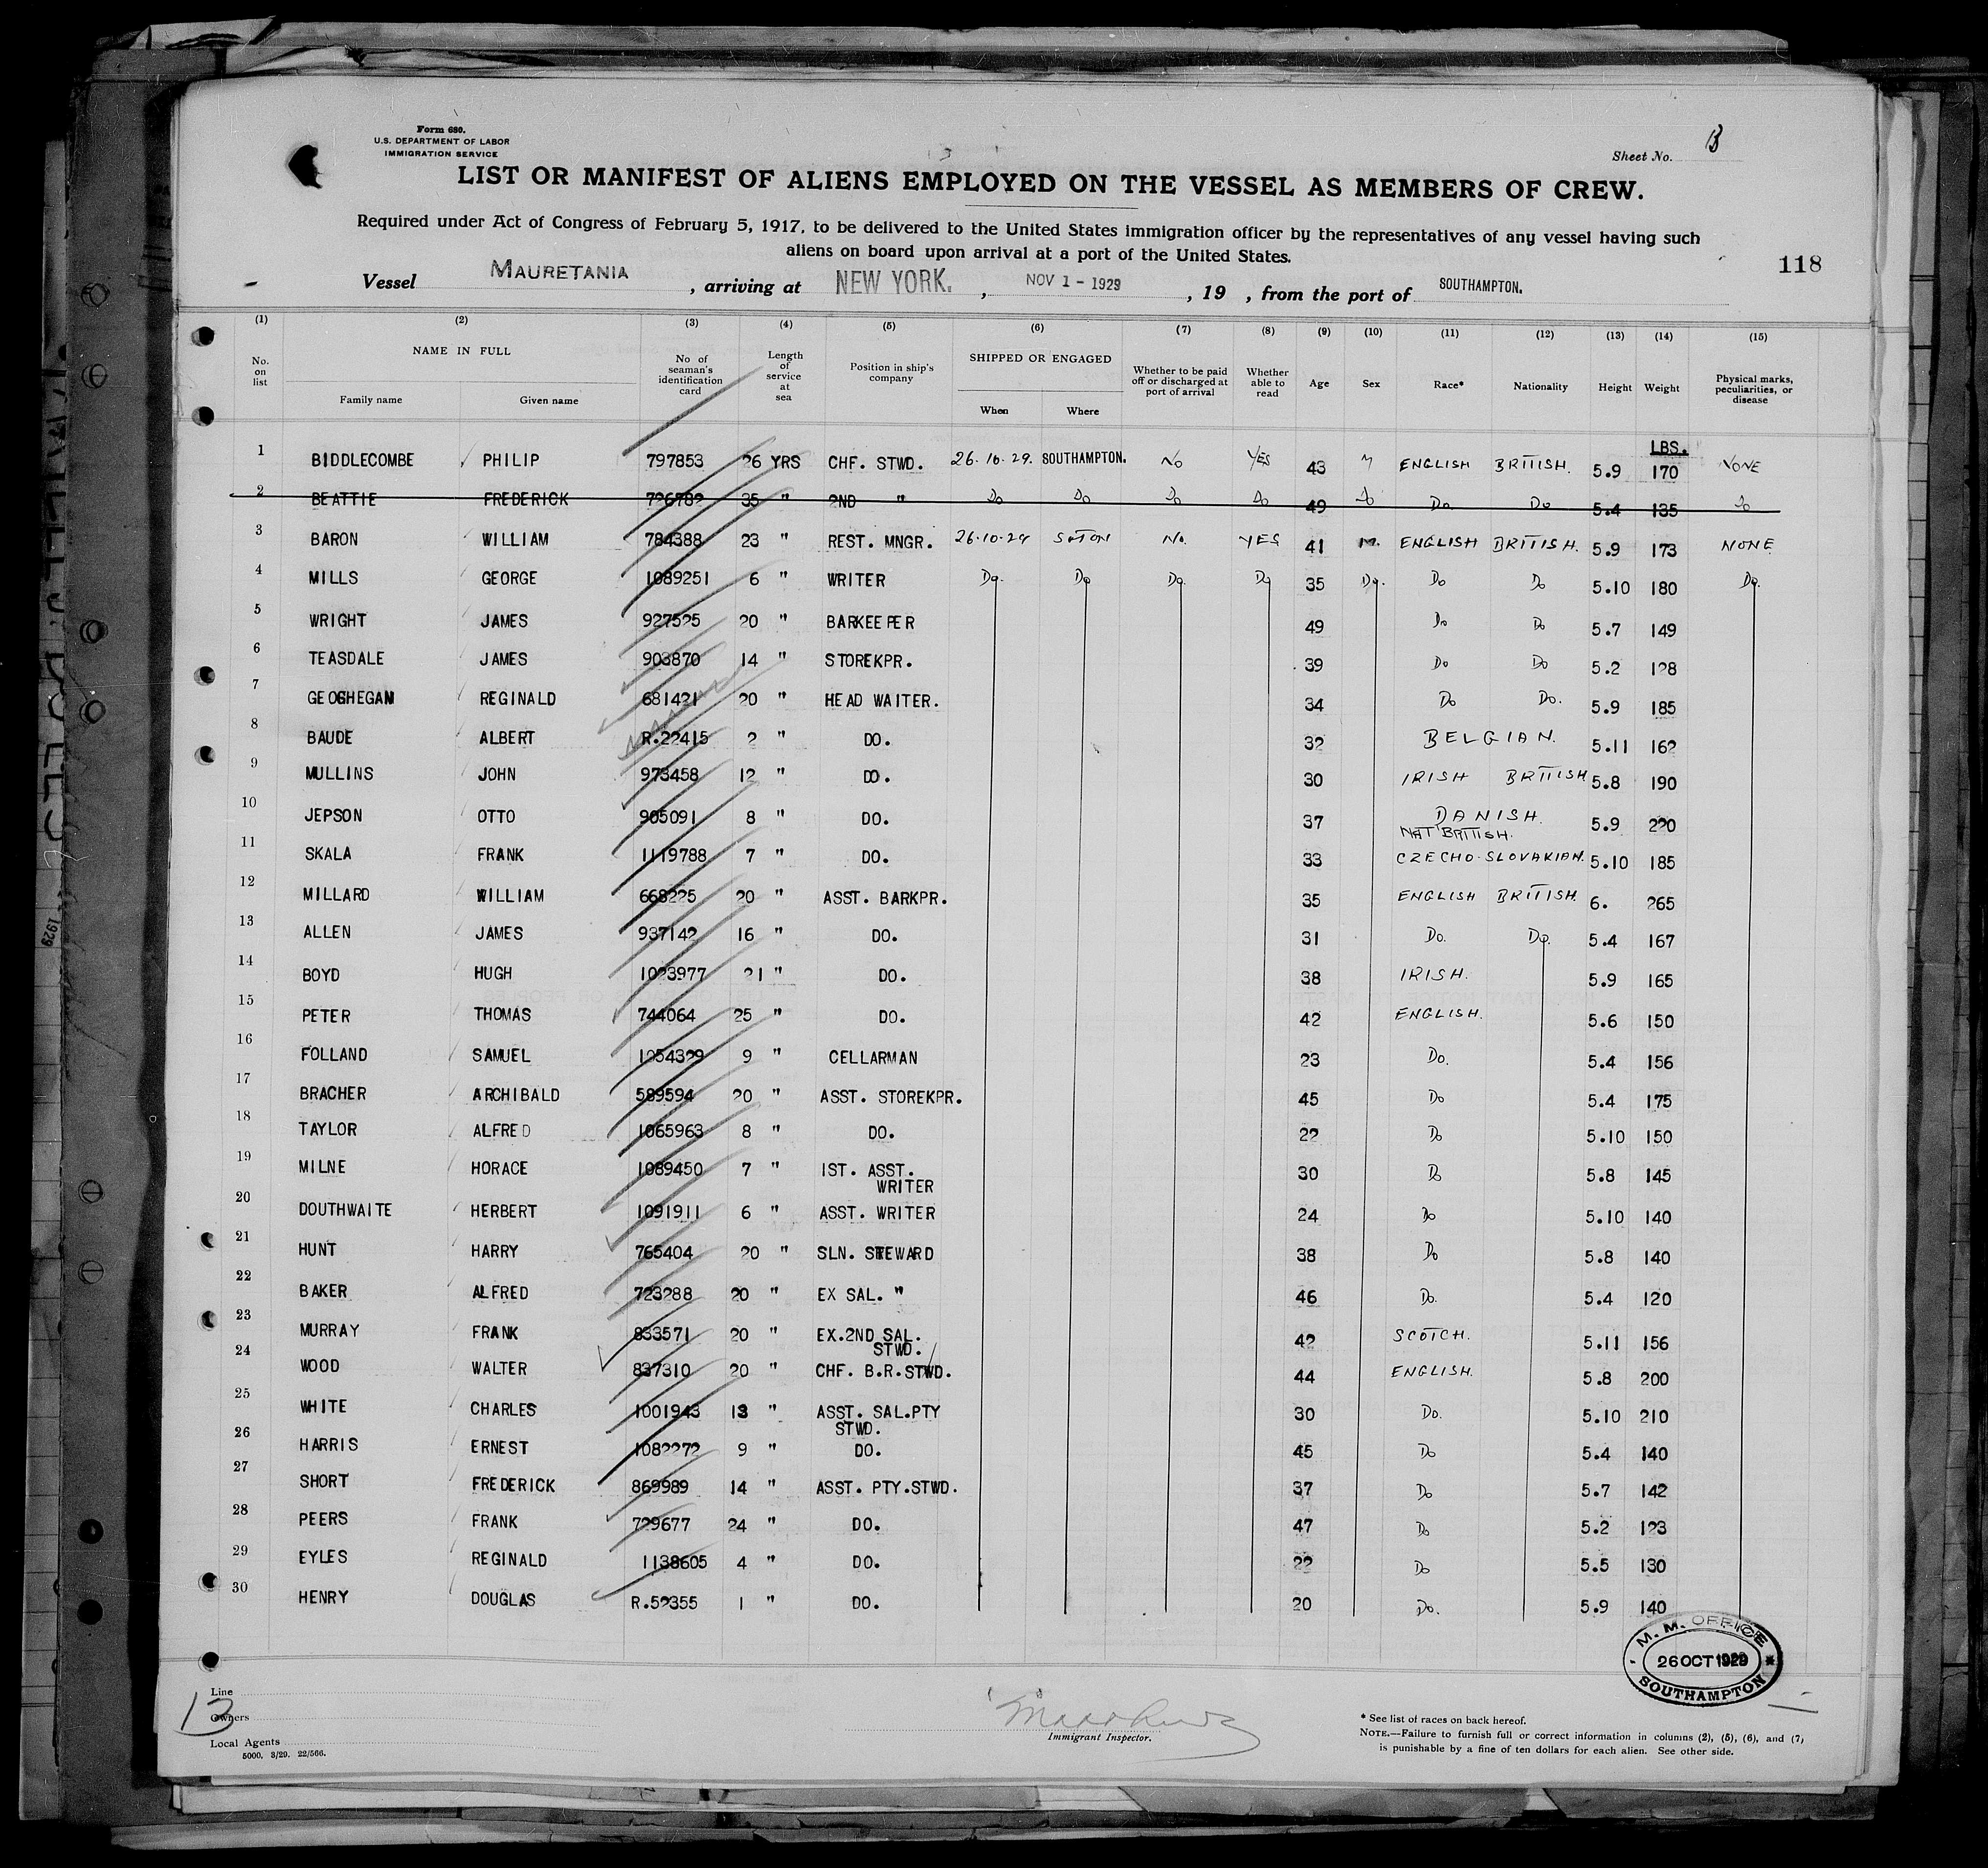 Form 680.
U.S. DEPARTMENT OF LABOR
IMMIGRATION SERVICE
Sheet No. 13
LIST OR MANIFEST OF ALIENS EMPLOYED ON THE VESSEL AS MEMBERS OF CREW.
Required under Act of Congress of February 5, 1917, to be delivered to the United States immigration officer by the representatives of any vessel having such
aliens on board upon arrival at a port of the United States.
118
Vessel MAURETANIA, arriving at NEW YORK., NOV 1 - 1929, 19 , from the port of SOUTHAMPTON.
(1) (2) (3) (4) (5) (6) (7) (8) (9) (10) (11) (12) (13) (14) (15)
No. on list NAME IN FULL Family name Given name No of seaman's identification card Length of service at sea Position in ship's company SHIPPED OR ENGAGED When Where Whether to be paid off or discharged at port of arrival Whether able to read Age Sex Race* Nationality Height Weight Physical marks, peculiarities, or disease
LBS.
1 BIDDLECOMBE PHILIP 797853 26 YRS CHF. STWD. 26.10.29. SOUTHAMPTON. No YES 43 M ENGLISH BRITISH. 5.9 170 NONE
2 BEATTIE FREDERICK 726782 35 " 2ND " Do Do Do Do 49 Do Do. Do 5.4 135 Do
3 BARON WILLIAM 784388 23 " REST. MNGR. 26.10.29 SOTON No. YES 41 M. ENGLISH BRITISH. 5.9 173 NONE
4 MILLS GEORGE 1089251 6 " WRITER Do. Do Do. Do 35 Do. Do Do 5.10 180 Do.
5 WRIGHT JAMES 927525 20 " BARKEEPER 49 Do Do 5.7 149
6 TEASDALE JAMES 903870 14 " STOREKPR. 39 Do Do 5.2 128
7 GEOGHEGAN REGINALD 681421 20 " HEAD WAITER. 34 Do Do. 5.9 185
8 BAUDE ALBERT R.22415 2 " DO. 32 BELGIAN. 5.11 162
9 MULLINS JOHN 973458 12 " DO. 30 IRISH BRITISH 5.8 190
10 JEPSON OTTO 905091 8 " DO. 37 DANISH. 5.9 220
NAT BRITISH.
11 SKALA FRANK 1119788 7 " DO. 33 CZECHO-SLOVAKIAN. 5.10 185
12 MILLARD WILLIAM 668225 20 " ASST. BARKPR. 35 ENGLISH BRITISH. 6. 265
13 ALLEN JAMES 937142 16 " DO. 31 Do. Do. 5.4 167
14 BOYD HUGH 1023977 21 " DO. 38 IRISH. 5.9 165
15 PETER THOMAS 744064 25 " DO. 42 ENGLISH. 5.6 150
16 FOLLAND SAMUEL 1254329 9 " CELLARMAN 23 Do. 5.4 156
17 BRACHER ARCHIBALD 589594 20 " ASST. STOREKPR. 45 Do 5.4 175
18 TAYLOR ALFRED 1065963 8 " DO. 22 Do 5.10 150
19 MILNE HORACE 1089450 7 " 1ST. ASST. 30 Do 5.8 145
WRITER
20 DOUTHWAITE HERBERT 1091911 6 " ASST. WRITER 24 Do 5.10 140
21 HUNT HARRY 765404 20 " SLN. STEWARD 38 Do 5.8 140
22 BAKER ALFRED 723288 20 " EX SAL. " 46 Do. 5.4 120
23 MURRAY FRANK 833571 20 " EX.2ND SAL. 42 SCOTCH. 5.11 156
STWD.
24 WOOD WALTER 837310 20 " CHF. B.R.STWD. 44 ENGLISH. 5.8 200
25 WHITE CHARLES 1001943 13 " ASST. SAL.PTY 30 Do. 5.10 210
STWD.
26 HARRIS ERNEST 1082272 9 " DO. 45 Do 5.4 140
27 SHORT FREDERICK 869989 14 " ASST. PTY.STWD. 37 Do 5.7 142
28 PEERS FRANK 729677 24 " DO. 47 Do 5.2 123
29 EYLES REGINALD 1138605 4 " DO. 22 Do 5.5 130
30 HENRY DOUGLAS R.52355 1 " DO. 20 Do. 5.9 140
M. M. OFFICE
26 OCT 1929
SOUTHAMPTON
Line
13
Owners
Local Agents
5000. 3/29. 22/566.
Immigrant Inspector.
* See list of races on back hereof.
NOTE.—Failure to furnish full or correct information in columns (2), (5), (6), and (7)
is punishable by a fine of ten dollars for each alien. See other side.